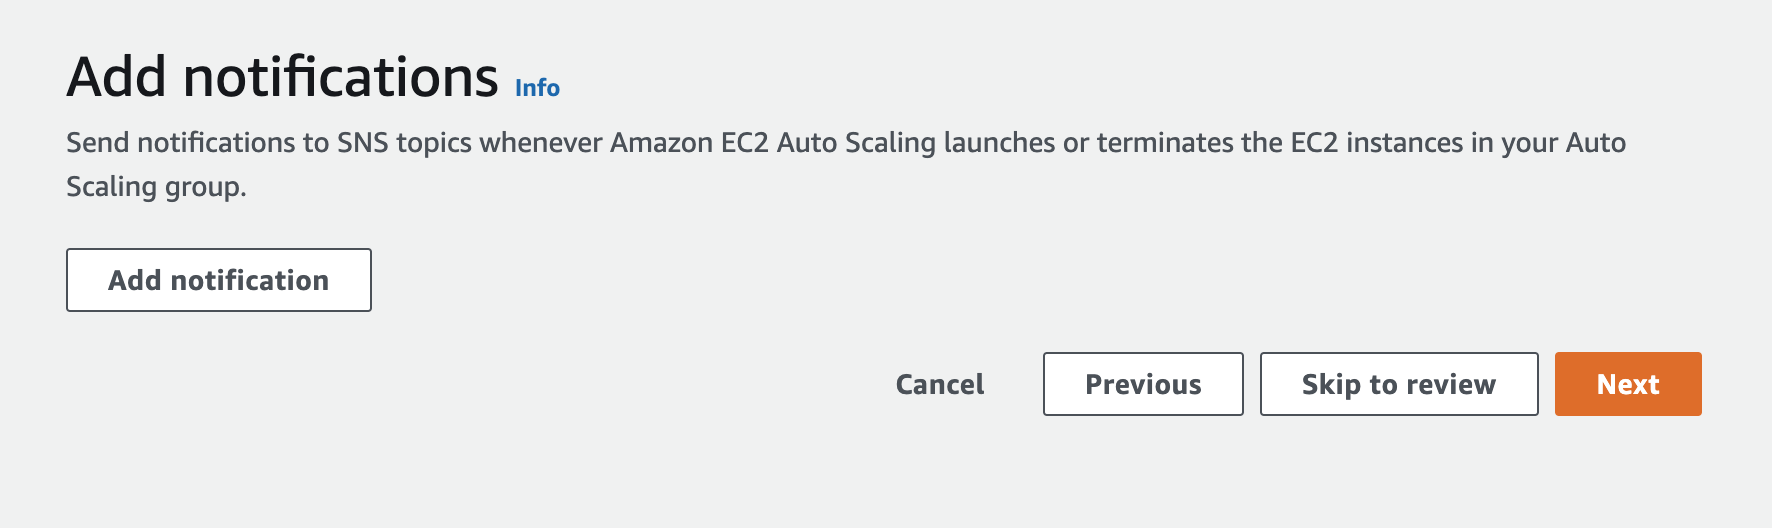 Add notifications Info
Send notifications to SNS topics whenever Amazon EC2 Auto Scaling launches or terminates the EC2 instances in your Auto
Scaling group.
Add notification
Cancel Previous Skip to review Next